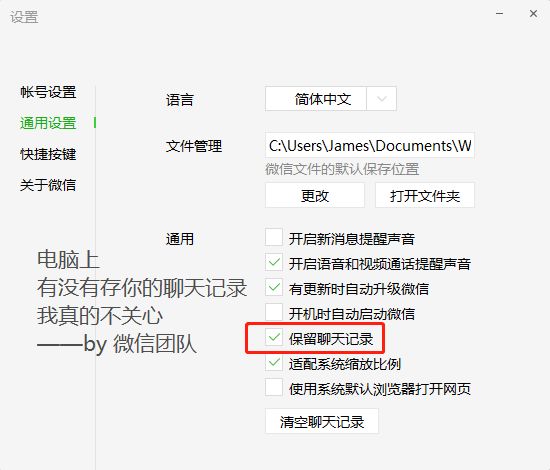 设置
帐号设置
通用设置
快捷按键
关于微信
语言
简体中文
文件管理
C:\Users\James\Documents\W
微信文件的默认保存位置
更改
打开文件夹
通用
开启新消息提醒声音
开启语音和视频通话提醒声音
有更新时自动升级微信
开机时自动启动微信
保留聊天记录
适配系统缩放比例
使用系统默认浏览器打开网页
清空聊天记录
电脑上
有没有存你的聊天记录
我真的不关心
——by 微信团队